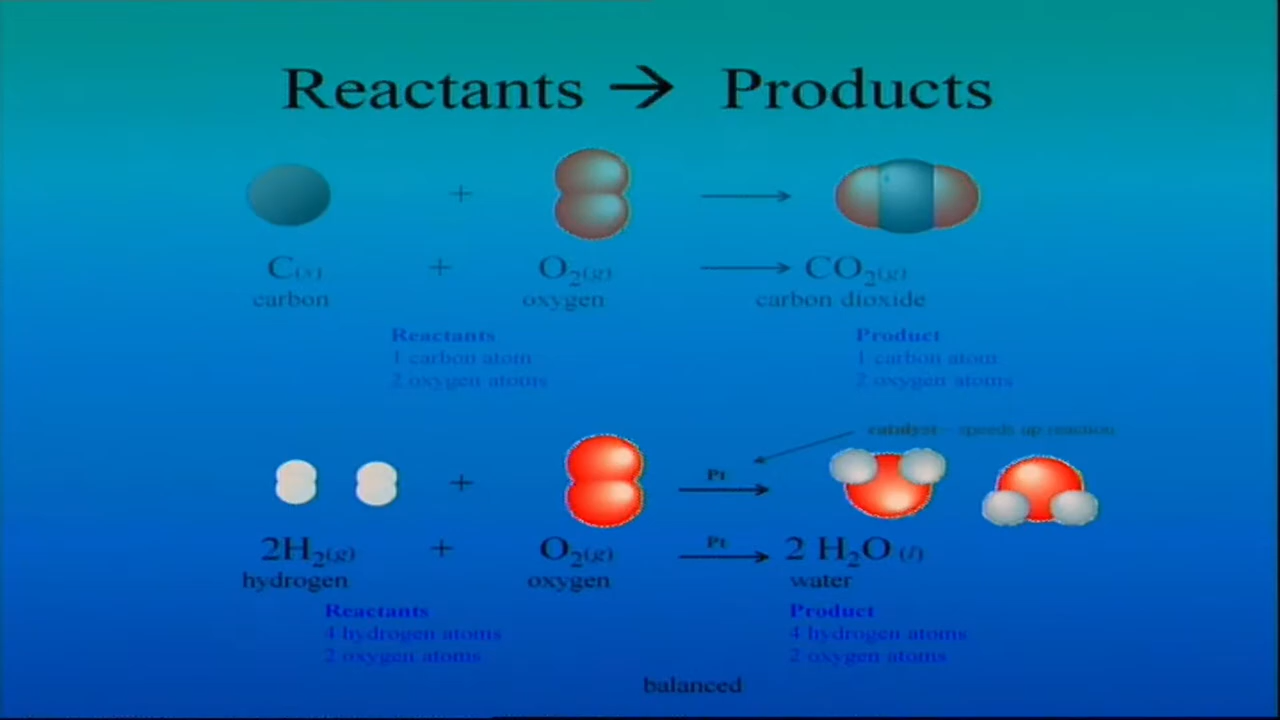 Reactants → Products
+
C(s) + O2(g) → CO2(g)
carbon oxygen carbon dioxide
Reactants Product
1 carbon atom 1 carbon atom
2 oxygen atoms 2 oxygen atoms
catalyst – speeds up reaction
+ Pt
2H2(g) + O2(g) Pt → 2 H2O (l)
hydrogen oxygen water
Reactants Product
4 hydrogen atoms 4 hydrogen atoms
2 oxygen atoms 2 oxygen atoms
balanced